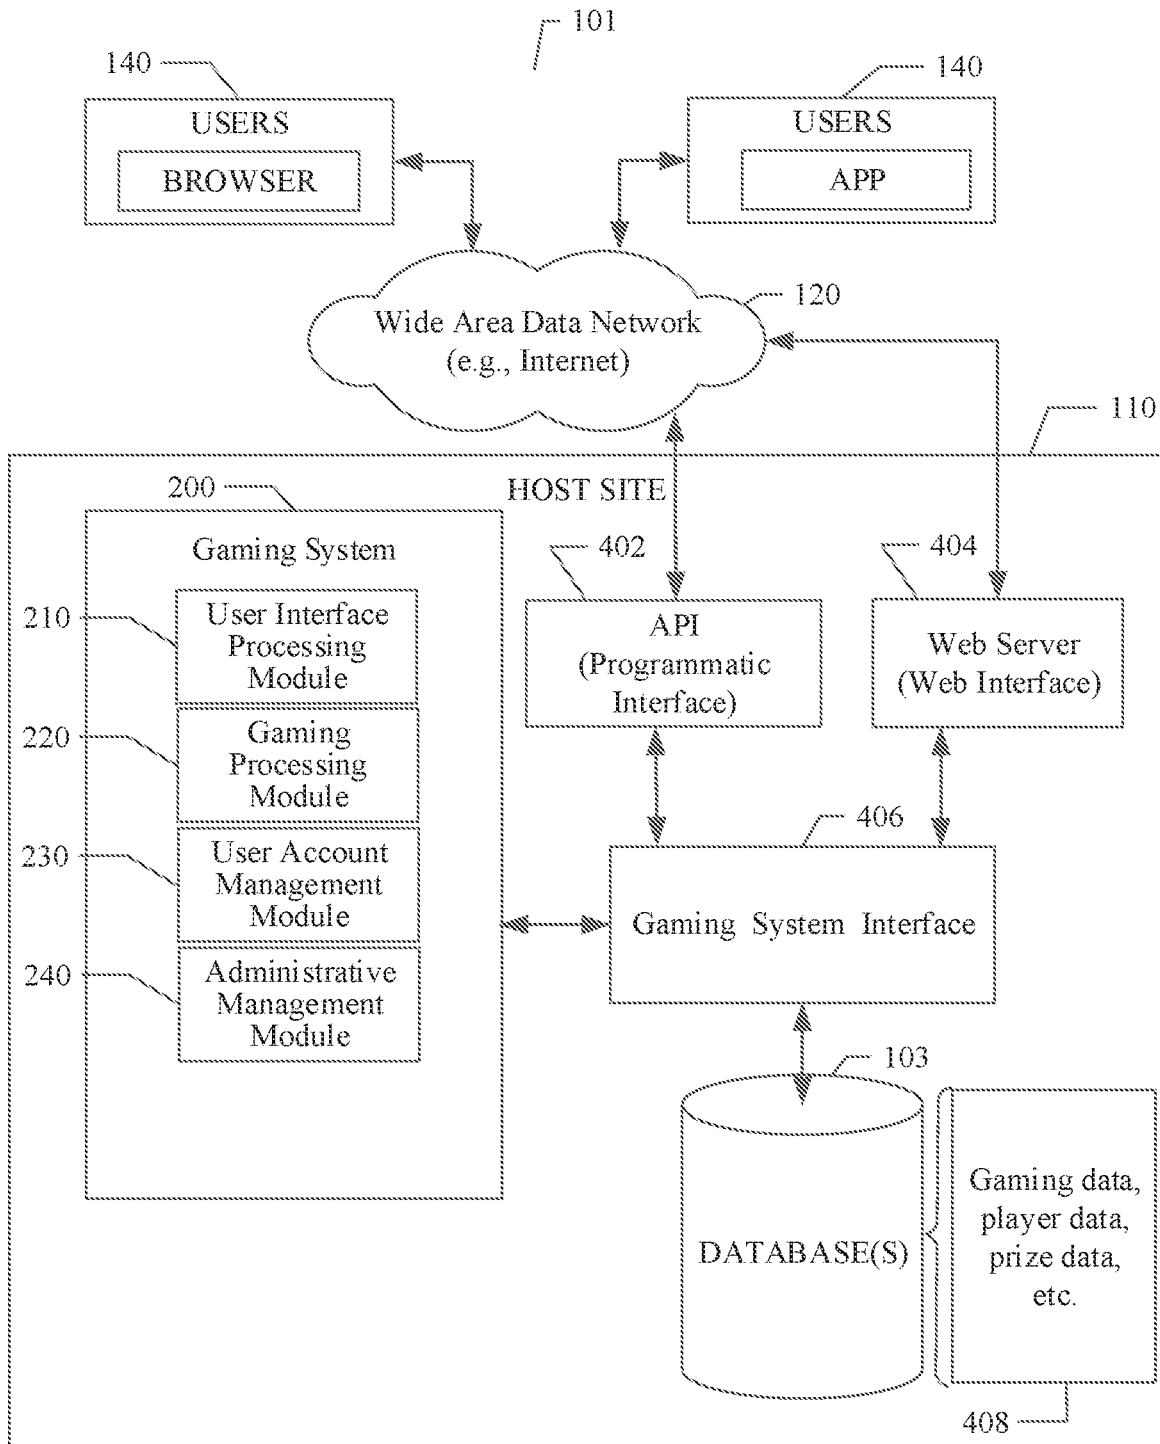 101
140
140
USERS
BROWSER
USERS
APP
120
Wide Area Data Network
(e.g., Internet)
110
HOST SITE
200
Gaming System
210
User Interface
Processing
Module
220
Gaming
Processing
Module
230
User Account
Management
Module
240
Administrative
Management
Module
402
API
(Programmatic
Interface)
404
Web Server
(Web Interface)
406
Gaming System Interface
103
DATABASE(S)
Gaming data,
player data,
prize data,
etc.
408